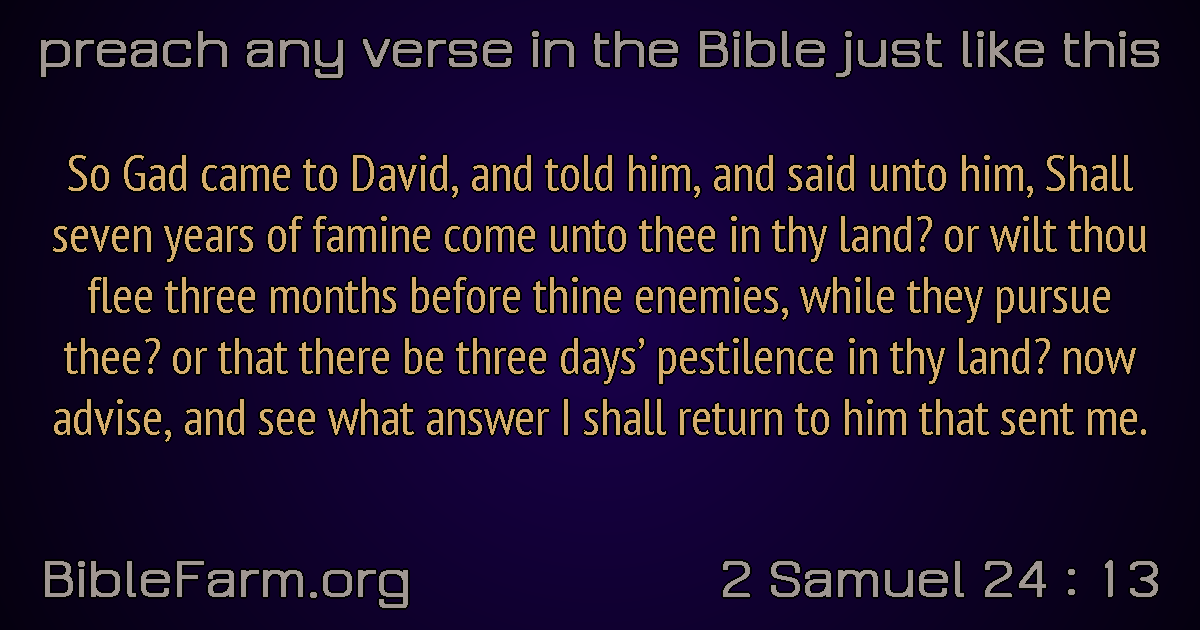 preach any verse in the Bible just like this
So Gad came to David, and told him, and said unto him, Shall
seven years of famine come unto thee in thy land? or wilt thou
flee three months before thine enemies, while they pursue
thee? or that there be three days’ pestilence in thy land? now
advise, and see what answer I shall return to him that sent me.
BibleFarm.org
2 Samuel 24 : 13